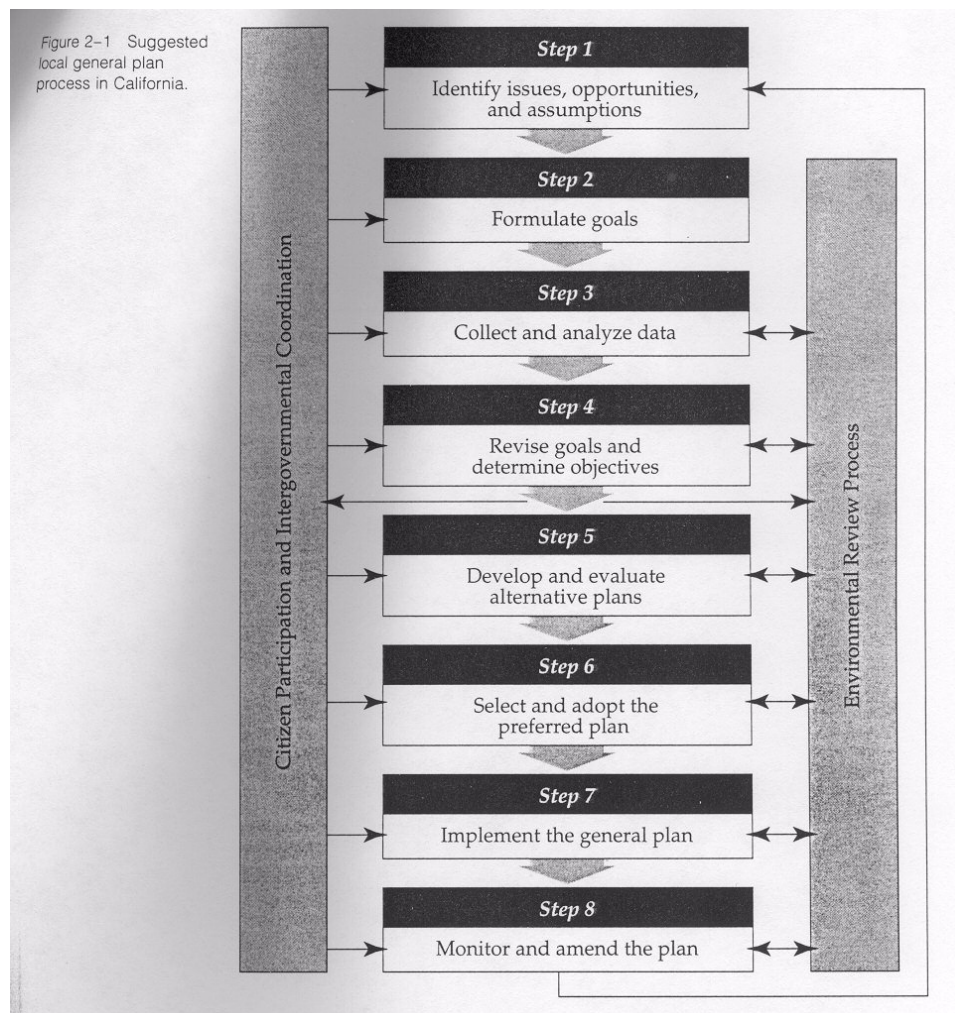 Figure 2–1 Suggested
local general plan
process in California.
Step 1
Identify issues, opportunities,
and assumptions
Step 2
Formulate goals
Step 3
Collect and analyze data
Step 4
Revise goals and
determine objectives
Step 5
Develop and evaluate
alternative plans
Step 6
Select and adopt the
preferred plan
Step 7
Implement the general plan
Step 8
Monitor and amend the plan
Citizen Participation and Intergovernmental Coordination
Environmental Review Process